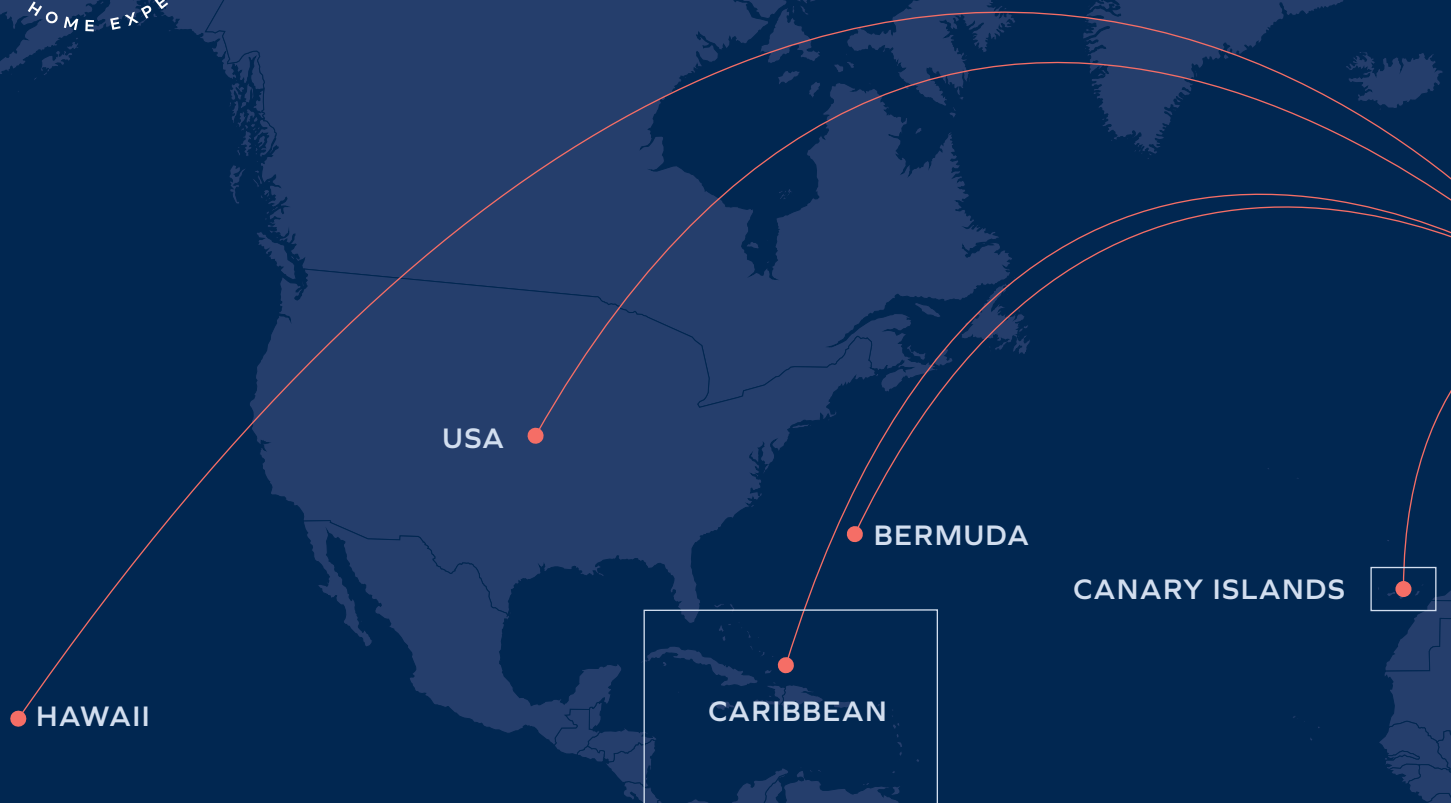 HOME EXPE
USA
BERMUDA
CANARY ISLANDS
CARIBBEAN
HAWAII